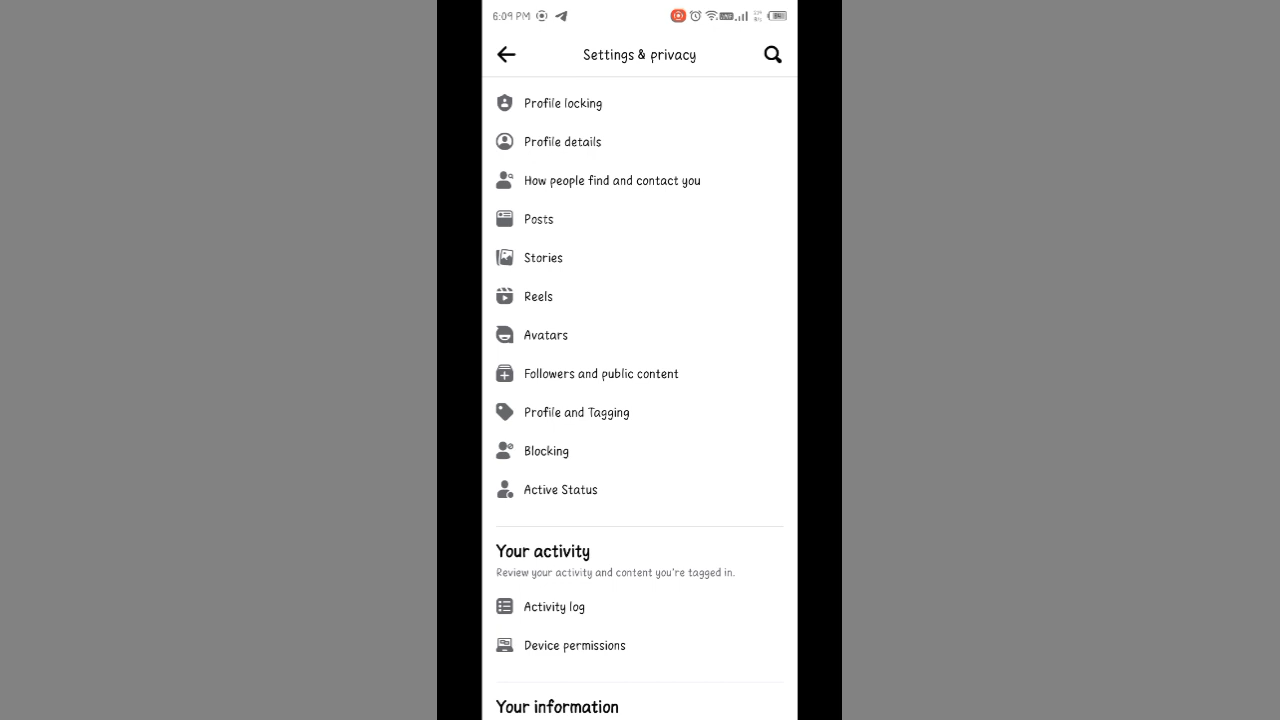 6:09 PM
Settings & privacy
Profile locking
Profile details
How people find and contact you
Posts
Stories
Reels
Avatars
Followers and public content
Profile and Tagging
Blocking
Active Status
Your activity
Review your activity and content you're tagged in.
Activity log
Device permissions
Your information